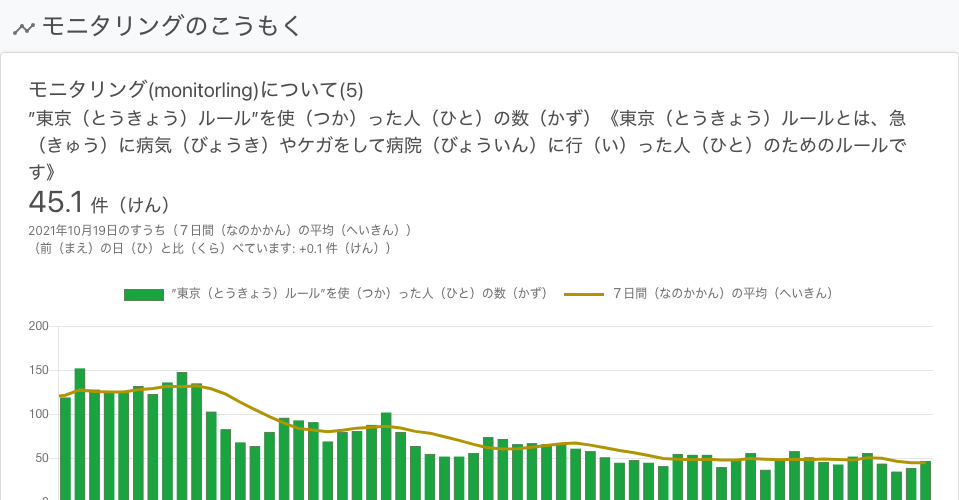 モニタリングのこうもく
モニタリング(monitorling)について(5)
”東京（とうきょう）ルール”を使（つか）った人（ひと）の数（かず）《東京（とうきょう）ルールとは、急
（きゅう）に病気（びょうき）やケガをして病院（びょういん）に行（い）った人（ひと）のためのルールで
す》
45.1 件（けん）
2021年10月19日のすうち（７日間（なのかかん）の平均（へいきん））
（前（まえ）の日（ひ）と比（くら）べています: +0.1 件（けん））
”東京（とうきょう）ルール”を使（つか）った人（ひと）の数（かず） ７日間（なのかかん）の平均（へいきん）
200
150
100
50
0